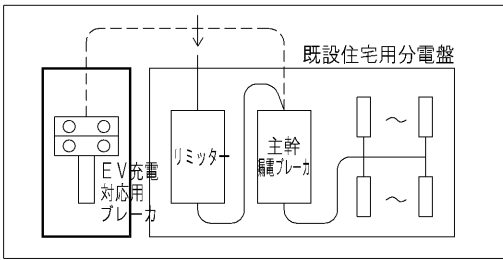 既設住宅用分電盤
リミッター
主幹
漏電ブレーカ
ＥＶ充電
対応用
ブレーカ